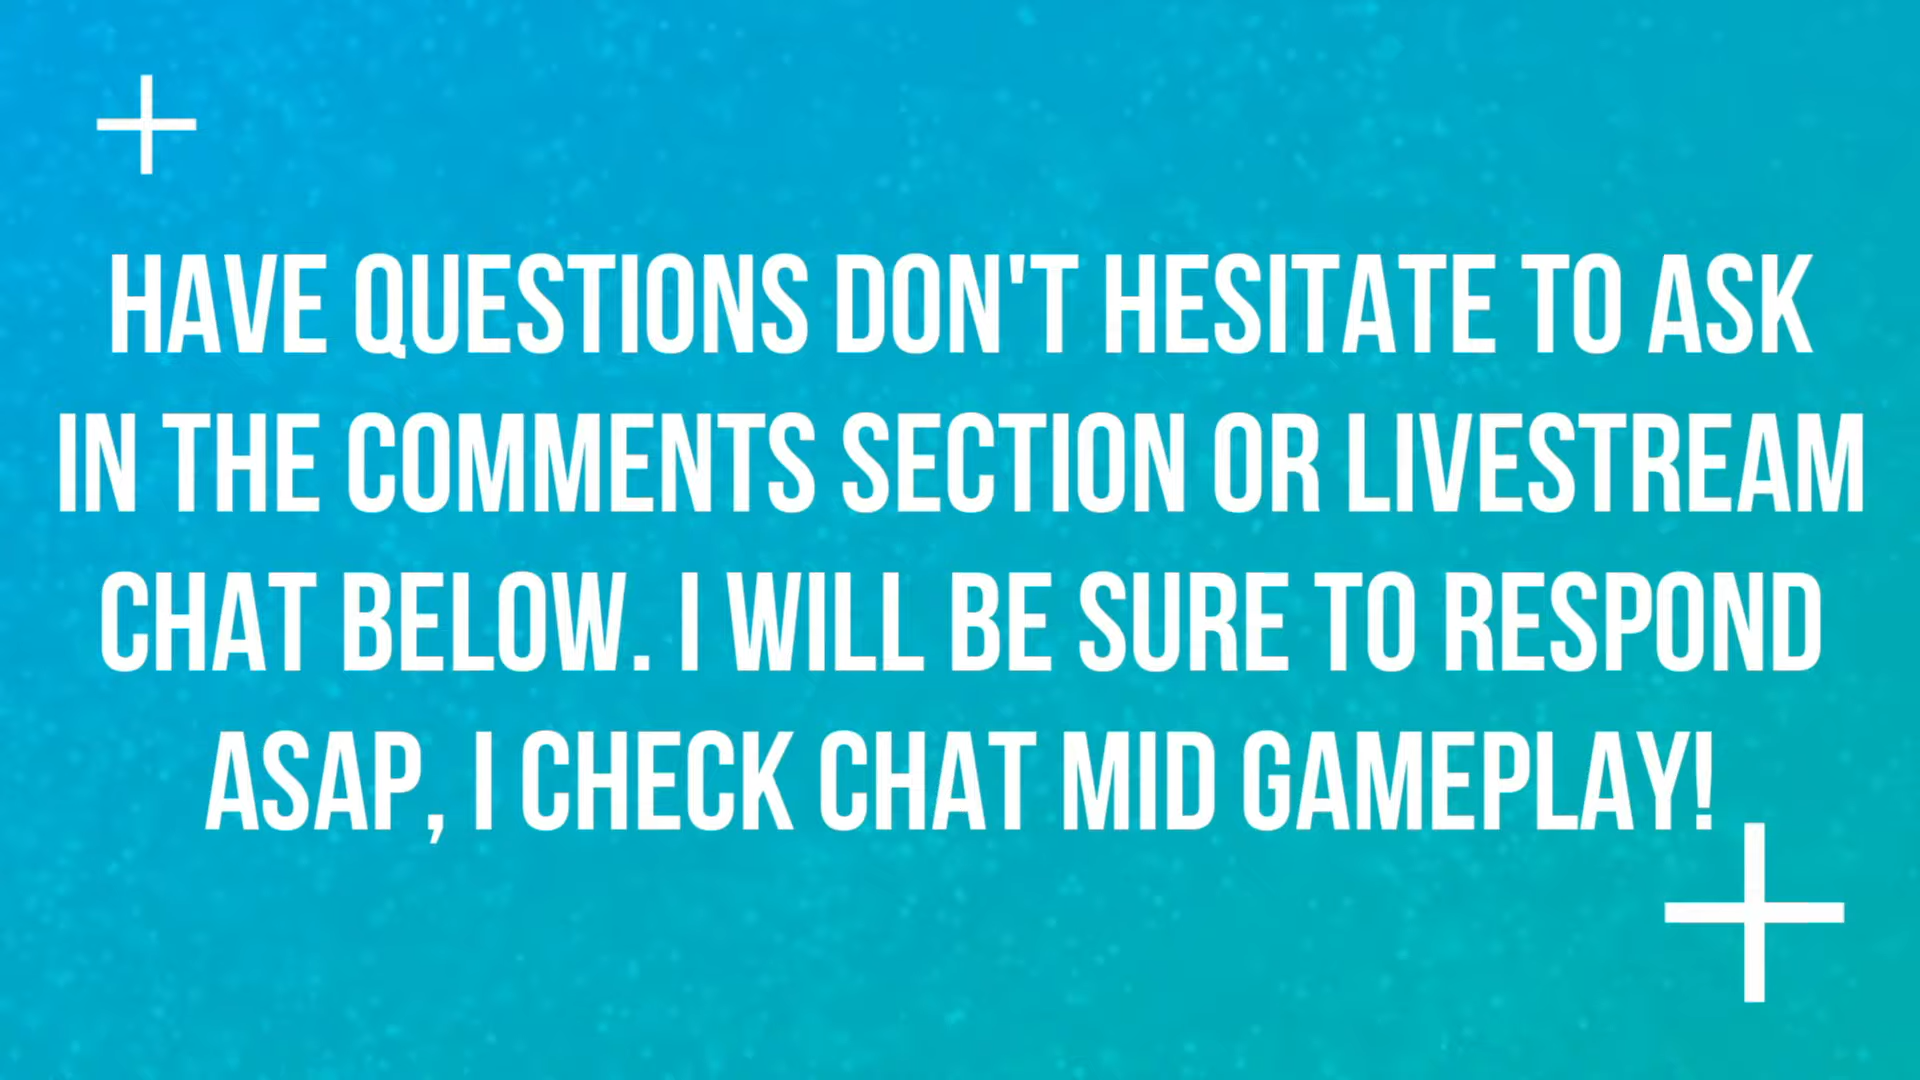 HAVE QUESTIONS DON'T HESITATE TO ASK
IN THE COMMENTS SECTION OR LIVESTREAM
CHAT BELOW. I WILL BE SURE TO RESPOND
ASAP, I CHECK CHAT MID GAMEPLAY!